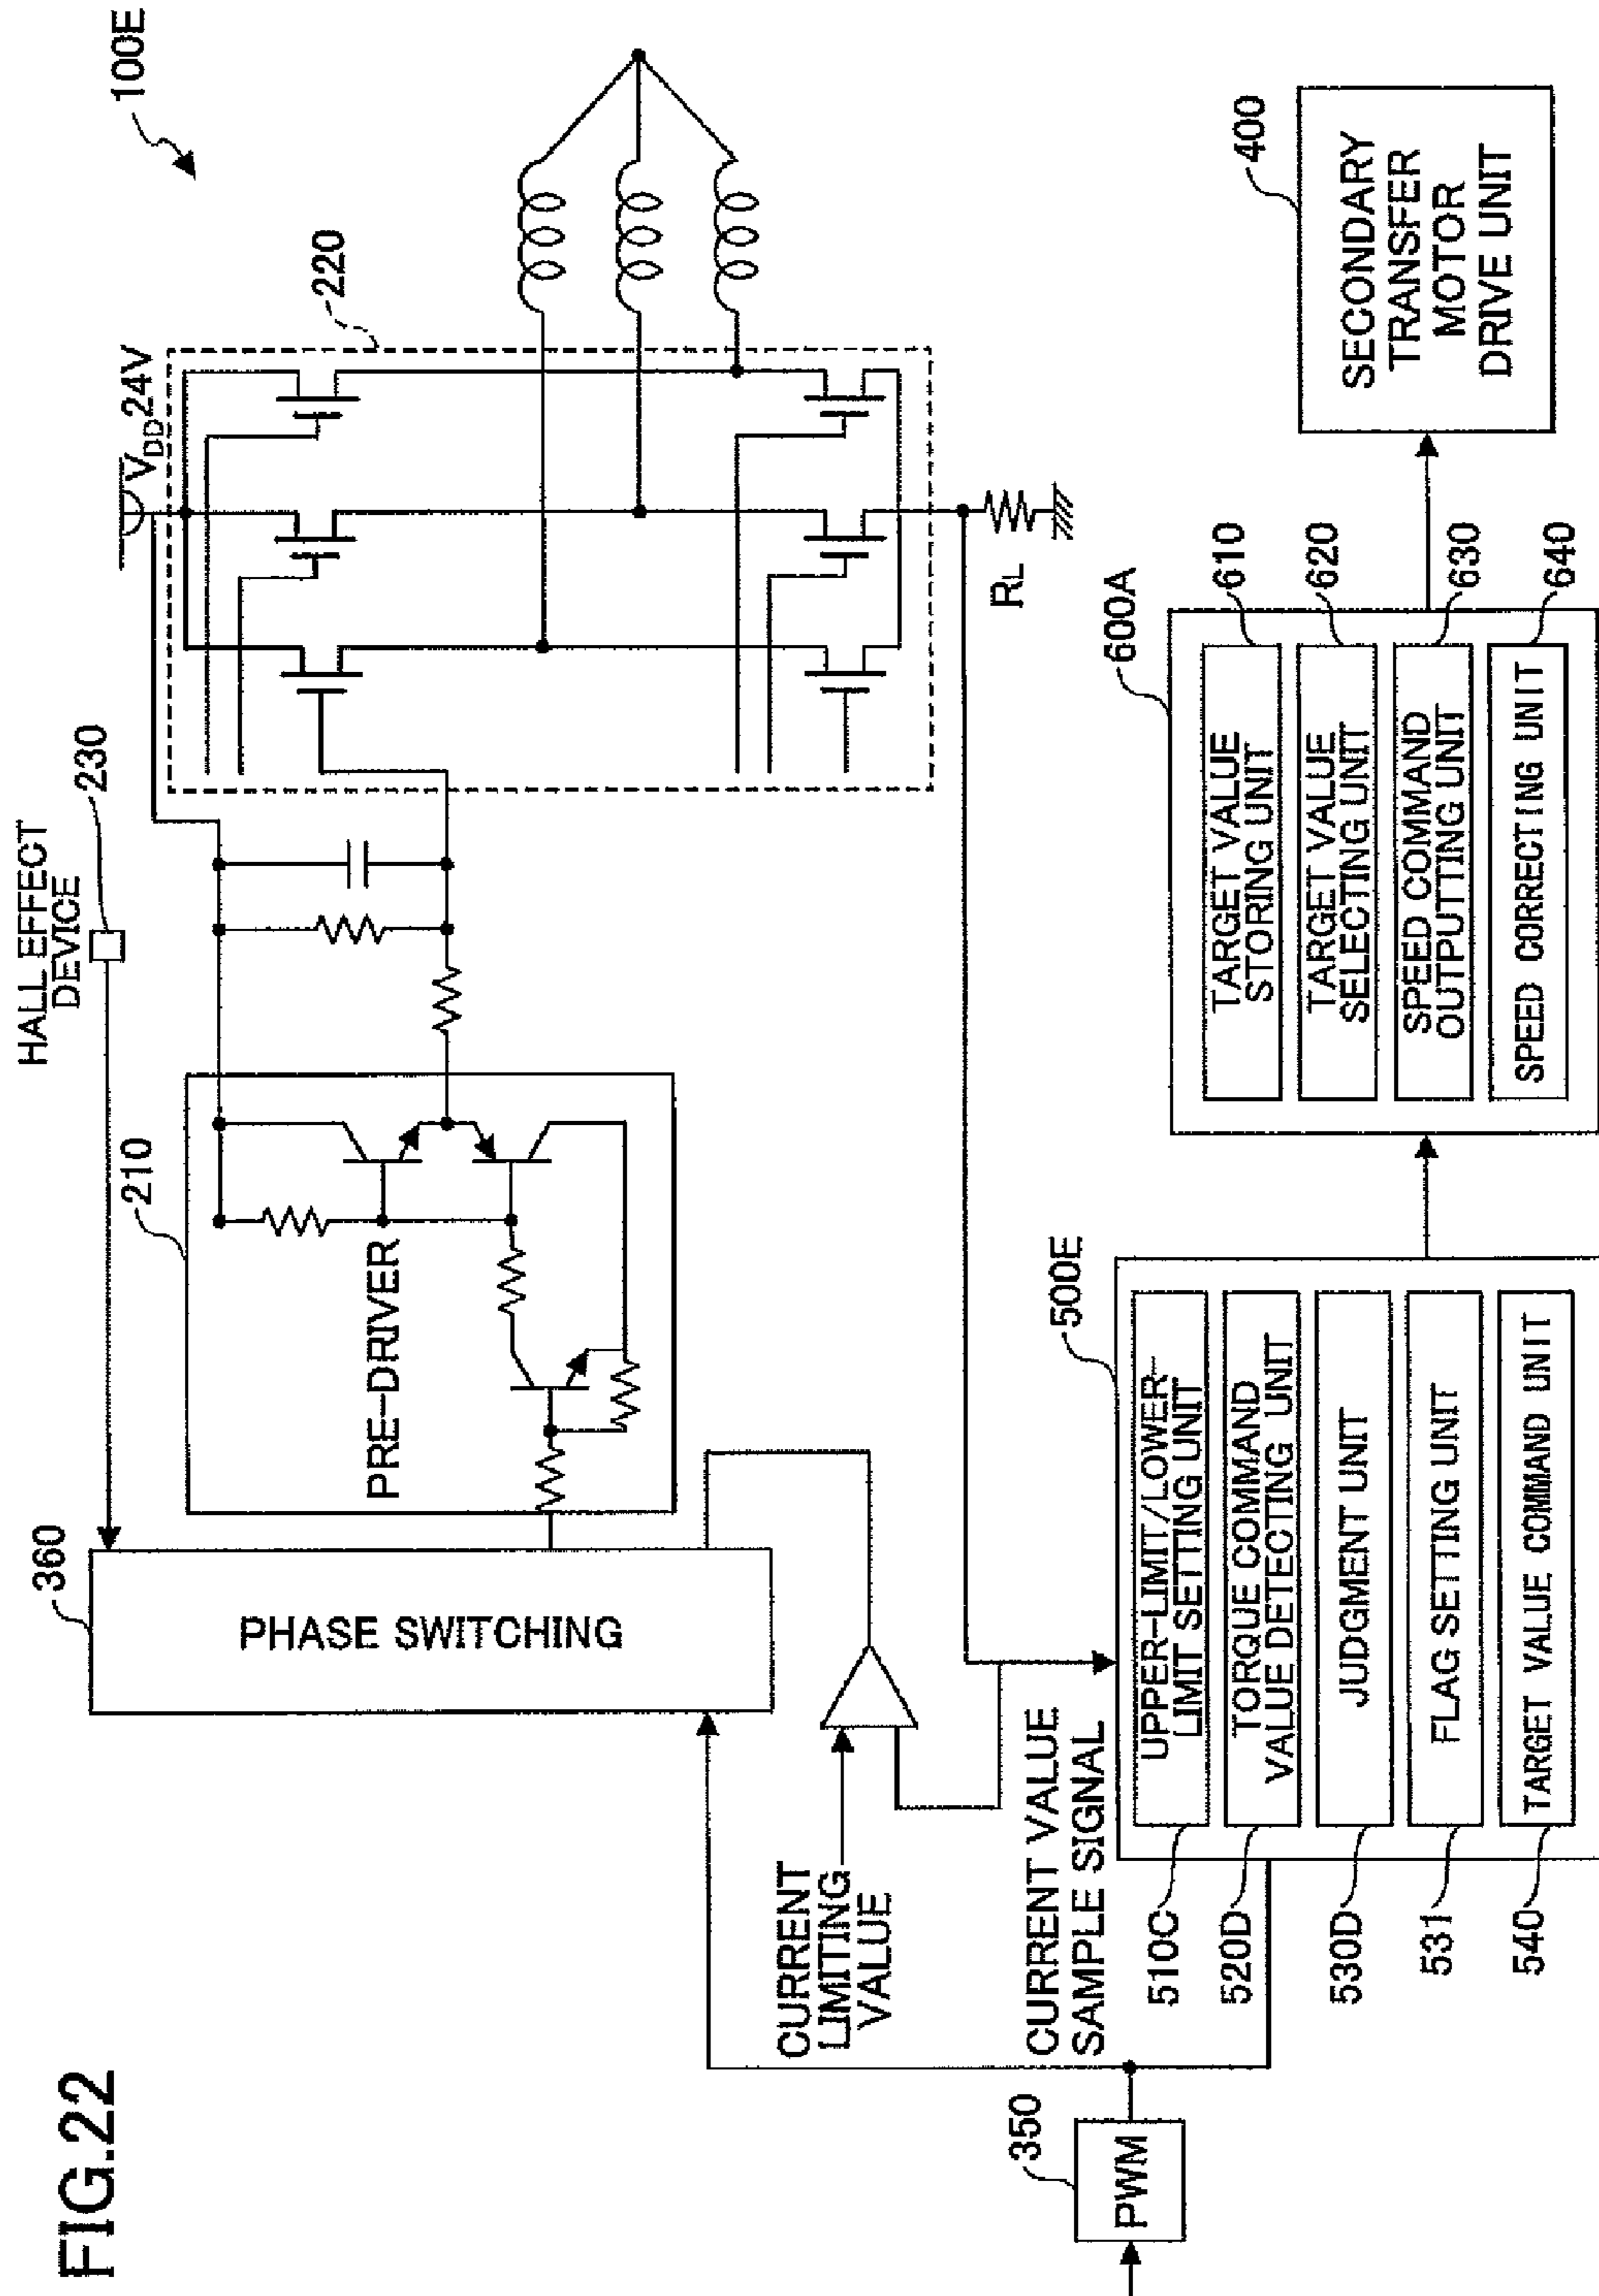 FIG.22
100E
HALL EFFECT
DEVICE
230
VDD 24V
220
360
PHASE SWITCHING
210
PRE-DRIVER
RL
CURRENT
LIMITING
VALUE
CURRENT VALUE
SAMPLE SIGNAL
350
PWM
500E
UPPER-LIMIT/LOWER-
LIMIT SETTING UNIT
510C
TORQUE COMMAND
VALUE DETECTING UNIT
520D
JUDGMENT UNIT
530D
FLAG SETTING UNIT
531
TARGET VALUE COMMAND UNIT
540
600A
TARGET VALUE
STORING UNIT
610
TARGET VALUE
SELECTING UNIT
620
SPEED COMMAND
OUTPUTTING UNIT
630
SPEED CORRECTING UNIT
640
400
SECONDARY
TRANSFER
MOTOR
DRIVE UNIT